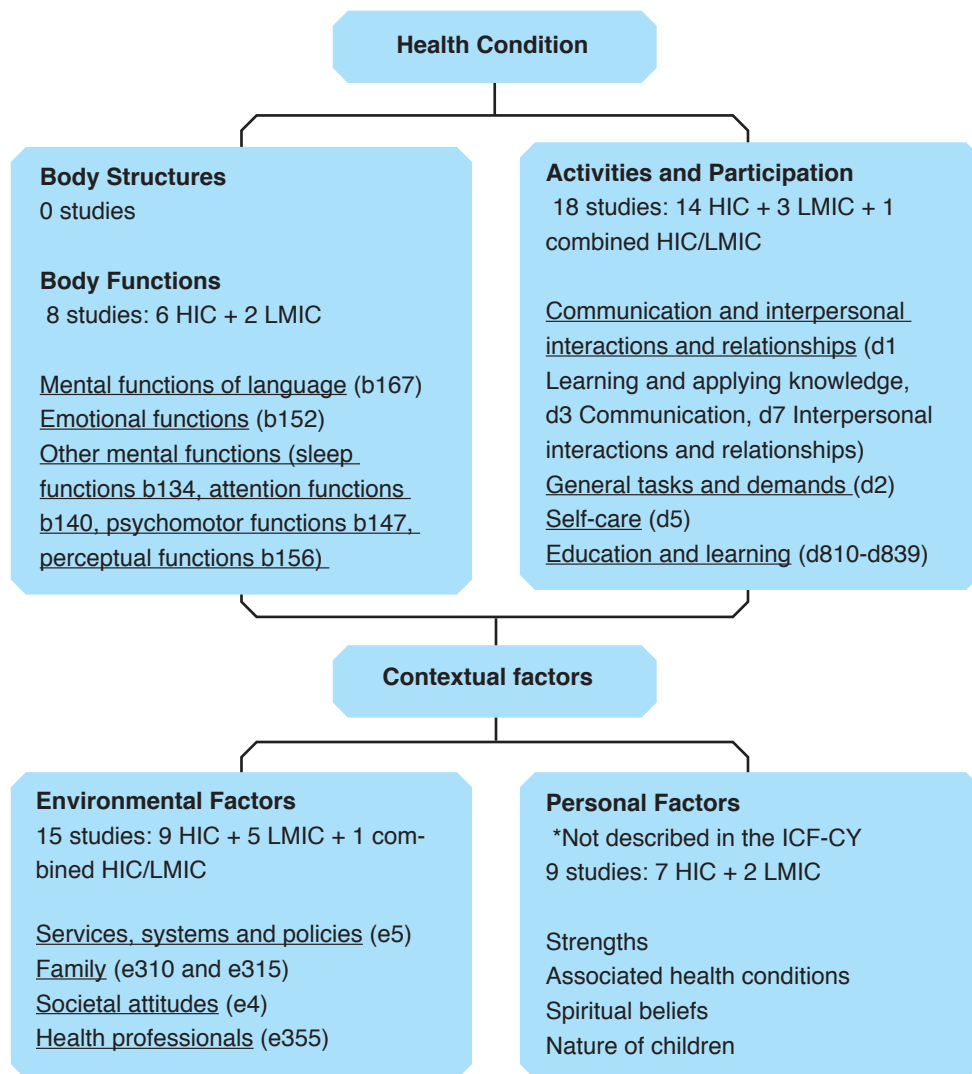 Health Condition
Body Structures
0 studies
Body Functions
8 studies: 6 HIC + 2 LMIC
Mental functions of language (b167)
Emotional functions (b152)
Other mental functions (sleep
functions b134, attention functions
b140, psychomotor functions b147,
perceptual functions b156)
Activities and Participation
18 studies: 14 HIC + 3 LMIC + 1
combined HIC/LMIC
Communication and interpersonal
interactions and relationships (d1
Learning and applying knowledge,
d3 Communication, d7 Interpersonal
interactions and relationships)
General tasks and demands (d2)
Self-care (d5)
Education and learning (d810-d839)
Contextual factors
Environmental Factors
15 studies: 9 HIC + 5 LMIC + 1 com-
bined HIC/LMIC
Services, systems and policies (e5)
Family (e310 and e315)
Societal attitudes (e4)
Health professionals (e355)
Personal Factors
*Not described in the ICF-CY
9 studies: 7 HIC + 2 LMIC
Strengths
Associated health conditions
Spiritual beliefs
Nature of children